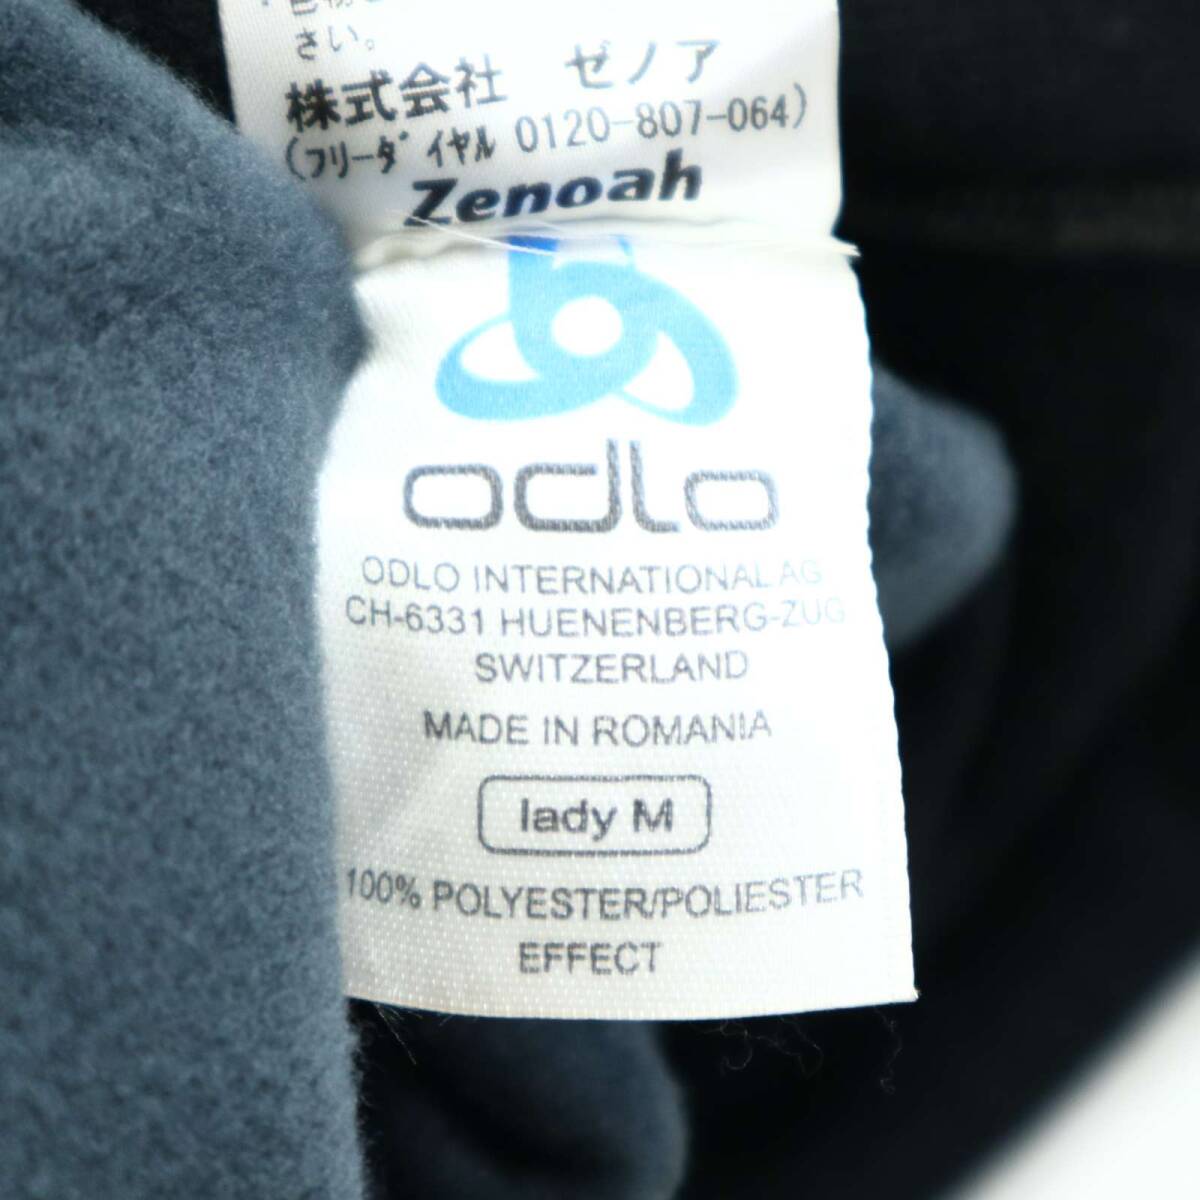 さい。
株式会社 ゼノア
(フリーダイヤル 0120-807-064)
Zenoah
odlo
ODLO INTERNATIONAL AG
CH-6331 HUENENBERG-ZUG
SWITZERLAND
MADE IN ROMANIA
lady M
100% POLYESTER/POLIESTER
EFFECT